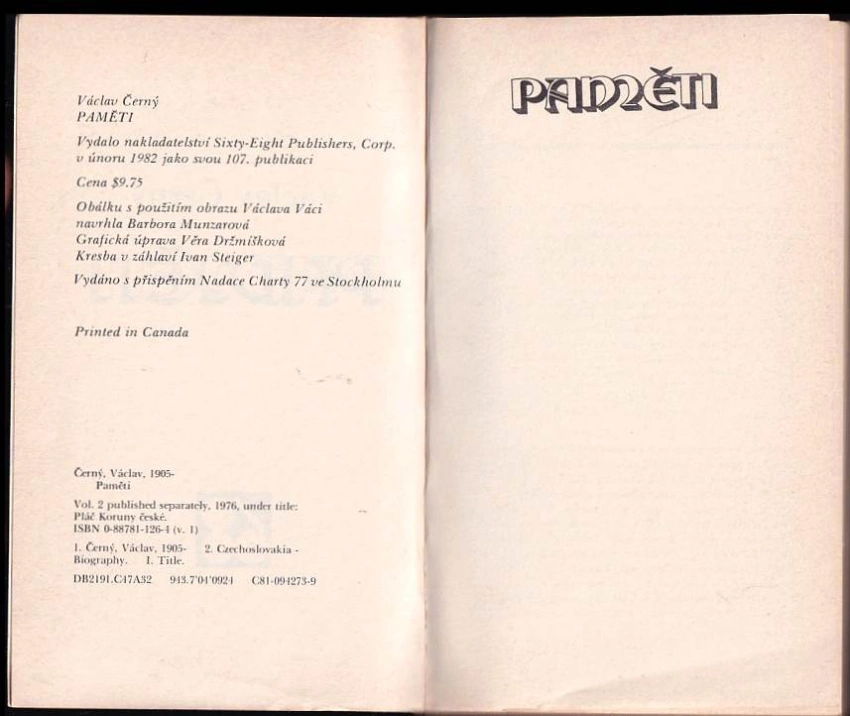 Václav Černý
PAMĚTI
Vydalo nakladatelství Sixty-Eight Publishers, Corp.
v únoru 1982 jako svou 107. publikaci
Cena $9.75
Obálku s použitím obrazu Václava Váci
navrhla Barbora Munzarová
Grafická úprava Věra Držmíšková
Kresba v záhlaví Ivan Steiger
Vydáno s přispěním Nadace Charty 77 ve Stockholmu
Printed in Canada
Černý, Václav, 1905-
Paměti
Vol. 2 published separately, 1976, under title:
Pláč Koruny české.
ISBN 0-88781-126-4 (v. 1)
1. Černý, Václav, 1905- 2. Czechoslovakia -
Biography. I. Title.
DB2191.C47A32 943.7'04'0924 C81-094273-9
PAMĚTI